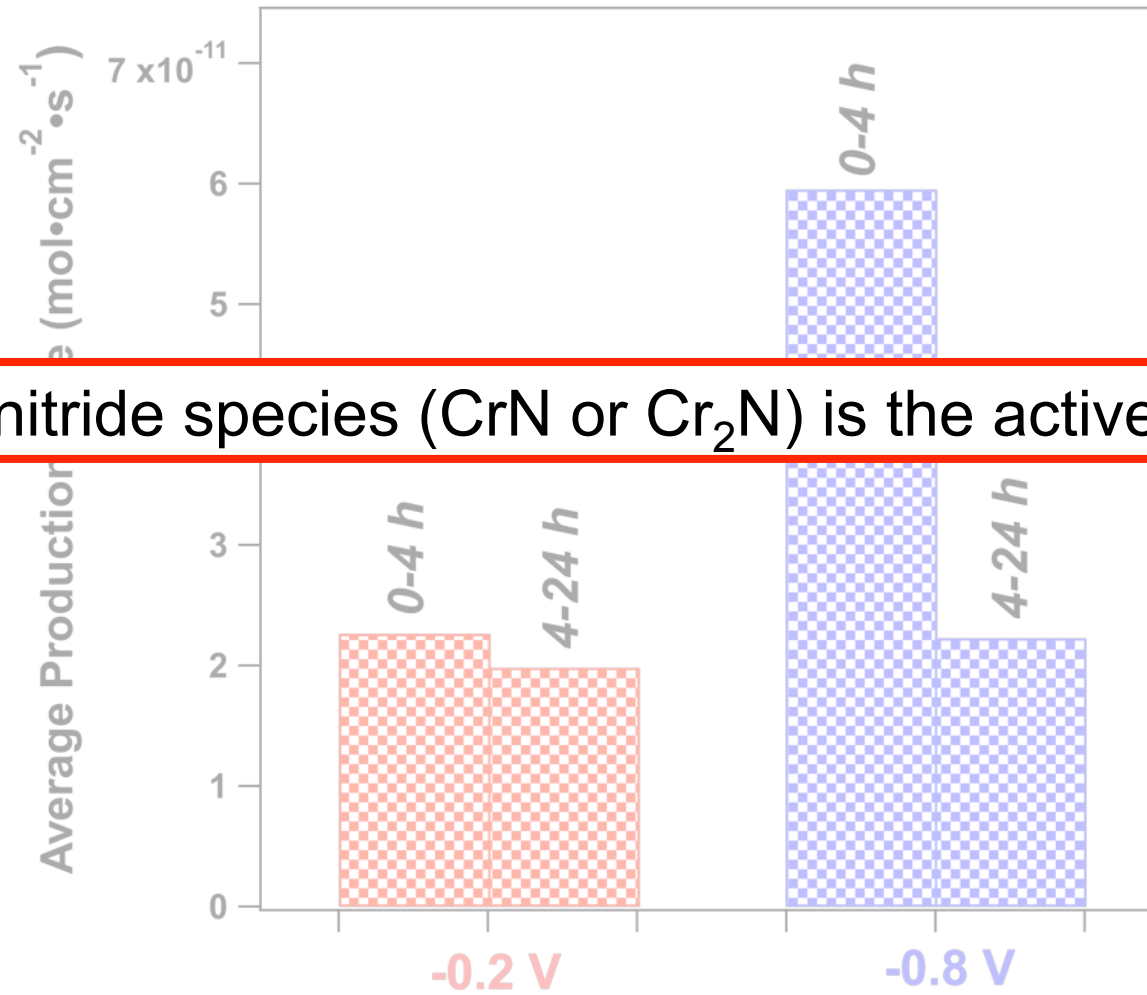 Average Production
(mol•cm⁻²•s⁻¹)
7 x10⁻¹¹
6
5
3
2
1
0
0-4 h
4-24 h
0-4 h
4-24 h
-0.2 V
-0.8 V
nitride species (CrN or Cr₂N) is the active